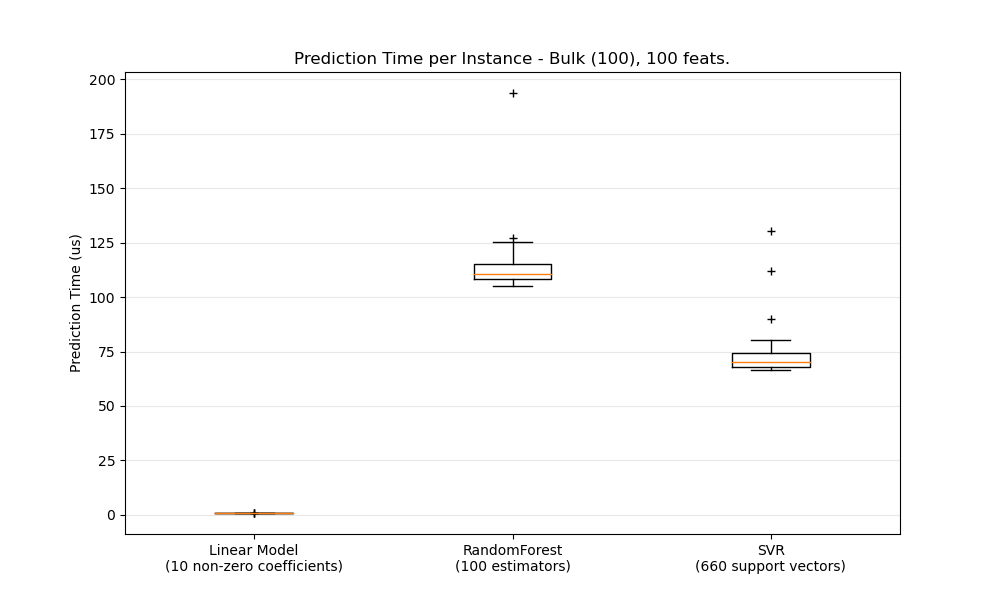 Prediction Time per Instance - Bulk (100), 100 feats.
200
175
150
125
100
75
50
25
0
Prediction Time (us)
Linear Model
(10 non-zero coefficients)
RandomForest
(100 estimators)
SVR
(660 support vectors)